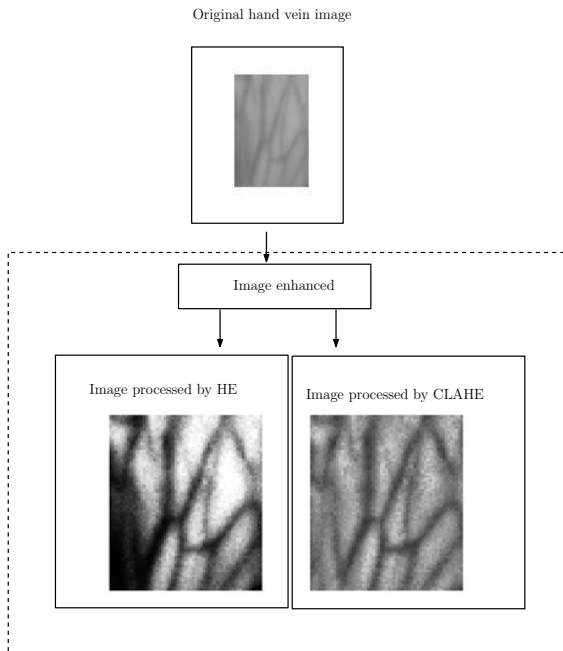 Original hand vein image
Image enhanced
Image processed by HE
Image processed by CLAHE